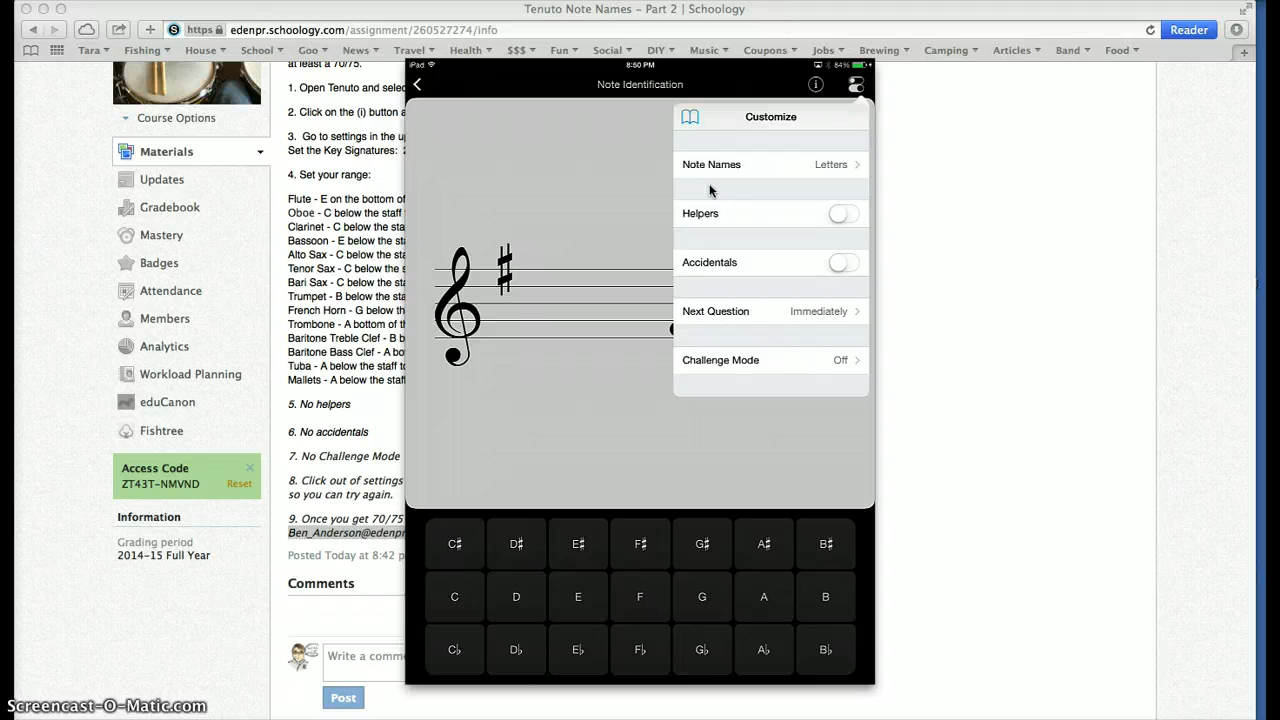 Tenuto Note Names - Part 2 | Schoology
https edenpr.schoology.com/assignment/260527274/info
Reader
Tara Fishing House School Goo News Travel Health $$$ Fun Social DIY Music Coupons Jobs Brewing Camping Articles Band Food
Course Options
Materials
Updates
Gradebook
Mastery
Badges
Attendance
Members
Analytics
Workload Planning
eduCanon
Fishtree
Access Code
ZT43T-NMVND Reset
Information
Grading period
2014-15 Full Year
at least a 70/75.
1. Open Tenuto and selec
2. Click on the (i) button a
3. Go to settings in the u
Set the Key Signatures:
4. Set your range:
Flute - E on the bottom of
Oboe - C below the staff
Clarinet - C below the sta
Bassoon - E below the sta
Alto Sax - C below the sta
Tenor Sax - C below the s
Bari Sax - C below the sta
Trumpet - B below the sta
French Horn - G below the
Trombone - A bottom of th
Baritone Treble Clef - B b
Baritone Bass Clef - A bo
Tuba - A below the staff to
Mallets - A below the staff
5. No helpers
6. No accidentals
7. No Challenge Mode
8. Click out of settings
so you can try again.
9. Once you get 70/75
Ben_Anderson@edenpr
Posted Today at 8:42 p
Comments
Write a comme
Post
iPad 8:50 PM 84%
Note Identification
Customize
Note Names Letters
Helpers
Accidentals
Next Question Immediately
Challenge Mode Off
C♯ D♯ E♯ F♯ G♯ A♯ B♯
C D E F G A B
C♭ D♭ E♭ F♭ G♭ A♭ B♭
Screencast-O-Matic.com